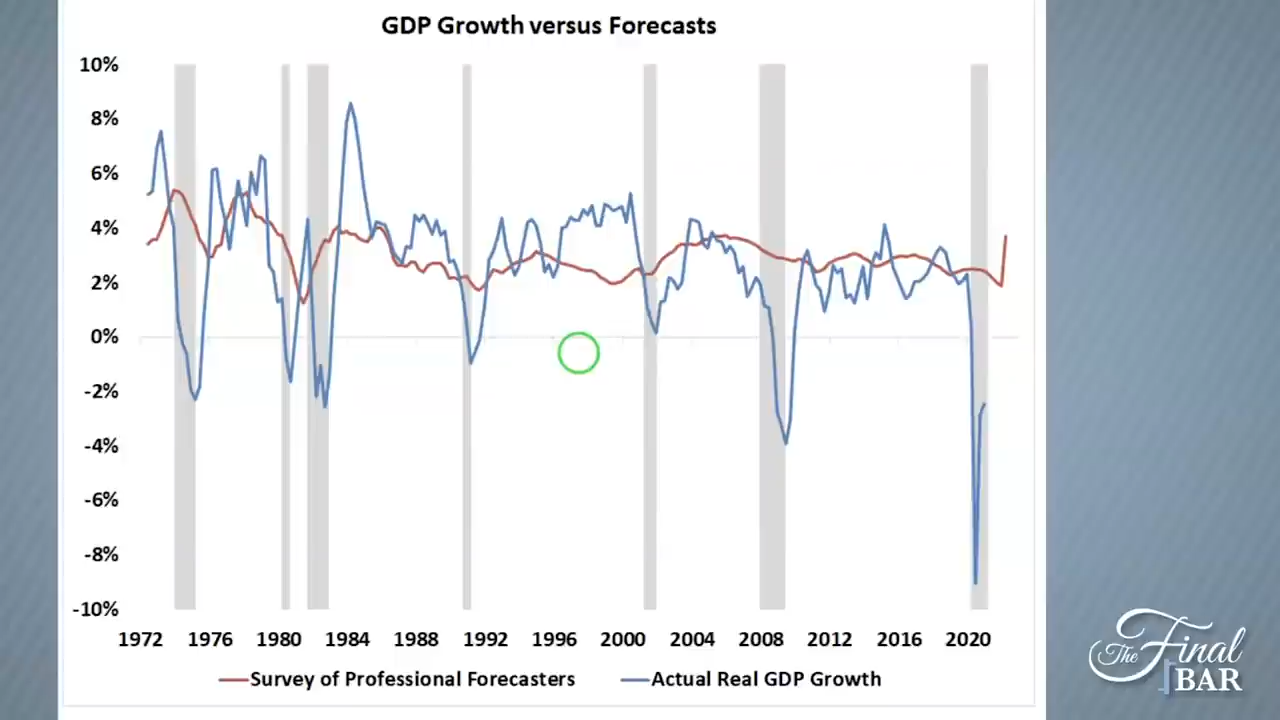 GDP Growth versus Forecasts
10%
8%
6%
4%
2%
0%
-2%
-4%
-6%
-8%
-10%
1972 1976 1980 1984 1988 1992 1996 2000 2004 2008 2012 2016 2020
Survey of Professional Forecasters Actual Real GDP Growth
The Final
BAR